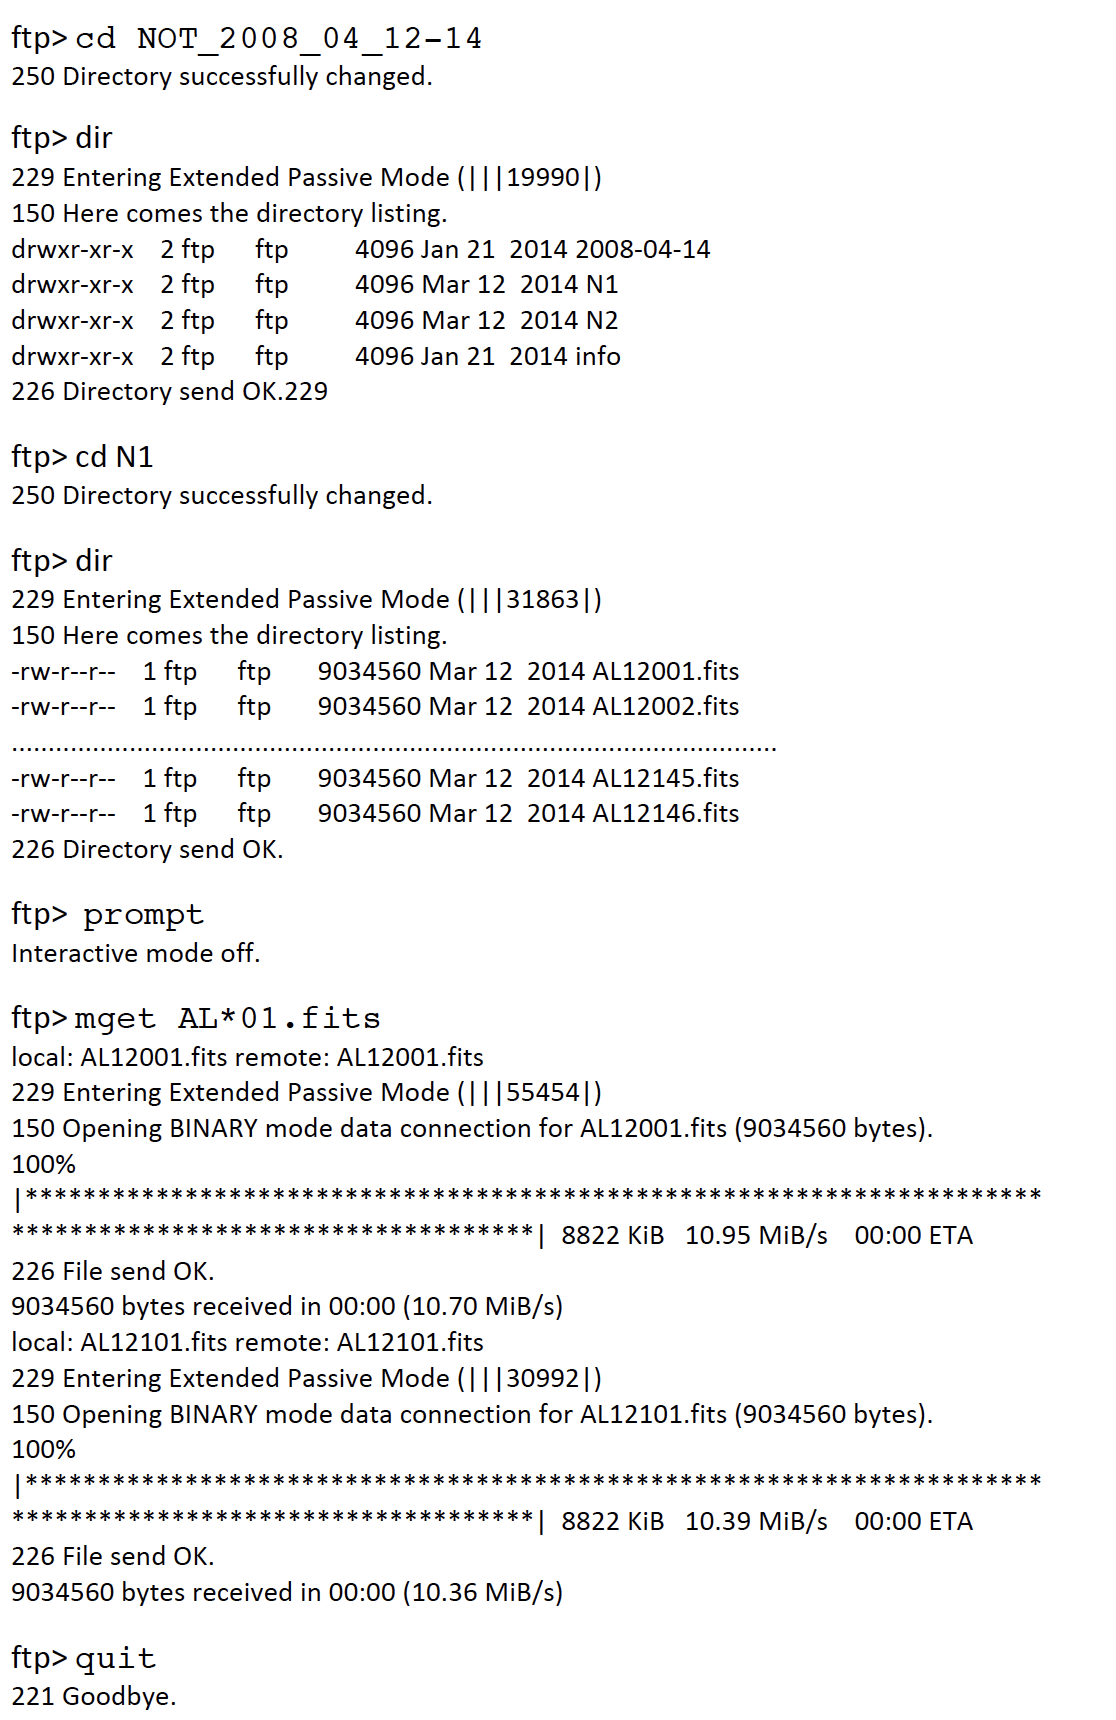 ftp> cd NOT_2008_04_12-14
250 Directory successfully changed.
ftp> dir
229 Entering Extended Passive Mode (|||19990|)
150 Here comes the directory listing.
drwxr-xr-x    2 ftp      ftp          4096 Jan 21  2014 2008-04-14
drwxr-xr-x    2 ftp      ftp          4096 Mar 12  2014 N1
drwxr-xr-x    2 ftp      ftp          4096 Mar 12  2014 N2
drwxr-xr-x    2 ftp      ftp          4096 Jan 21  2014 info
226 Directory send OK.229
ftp> cd N1
250 Directory successfully changed.
ftp> dir
229 Entering Extended Passive Mode (|||31863|)
150 Here comes the directory listing.
-rw-r--r--    1 ftp      ftp       9034560 Mar 12  2014 AL12001.fits
-rw-r--r--    1 ftp      ftp       9034560 Mar 12  2014 AL12002.fits
........................................................................................................
-rw-r--r--    1 ftp      ftp       9034560 Mar 12  2014 AL12145.fits
-rw-r--r--    1 ftp      ftp       9034560 Mar 12  2014 AL12146.fits
226 Directory send OK.
ftp> prompt
Interactive mode off.
ftp> mget AL*01.fits
local: AL12001.fits remote: AL12001.fits
229 Entering Extended Passive Mode (|||55454|)
150 Opening BINARY mode data connection for AL12001.fits (9034560 bytes).
100%
|**********************************************************************
************************************|  8822 KiB   10.95 MiB/s    00:00 ETA
226 File send OK.
9034560 bytes received in 00:00 (10.70 MiB/s)
local: AL12101.fits remote: AL12101.fits
229 Entering Extended Passive Mode (|||30992|)
150 Opening BINARY mode data connection for AL12101.fits (9034560 bytes).
100%
|**********************************************************************
************************************|  8822 KiB   10.39 MiB/s    00:00 ETA
226 File send OK.
9034560 bytes received in 00:00 (10.36 MiB/s)
ftp> quit
221 Goodbye.